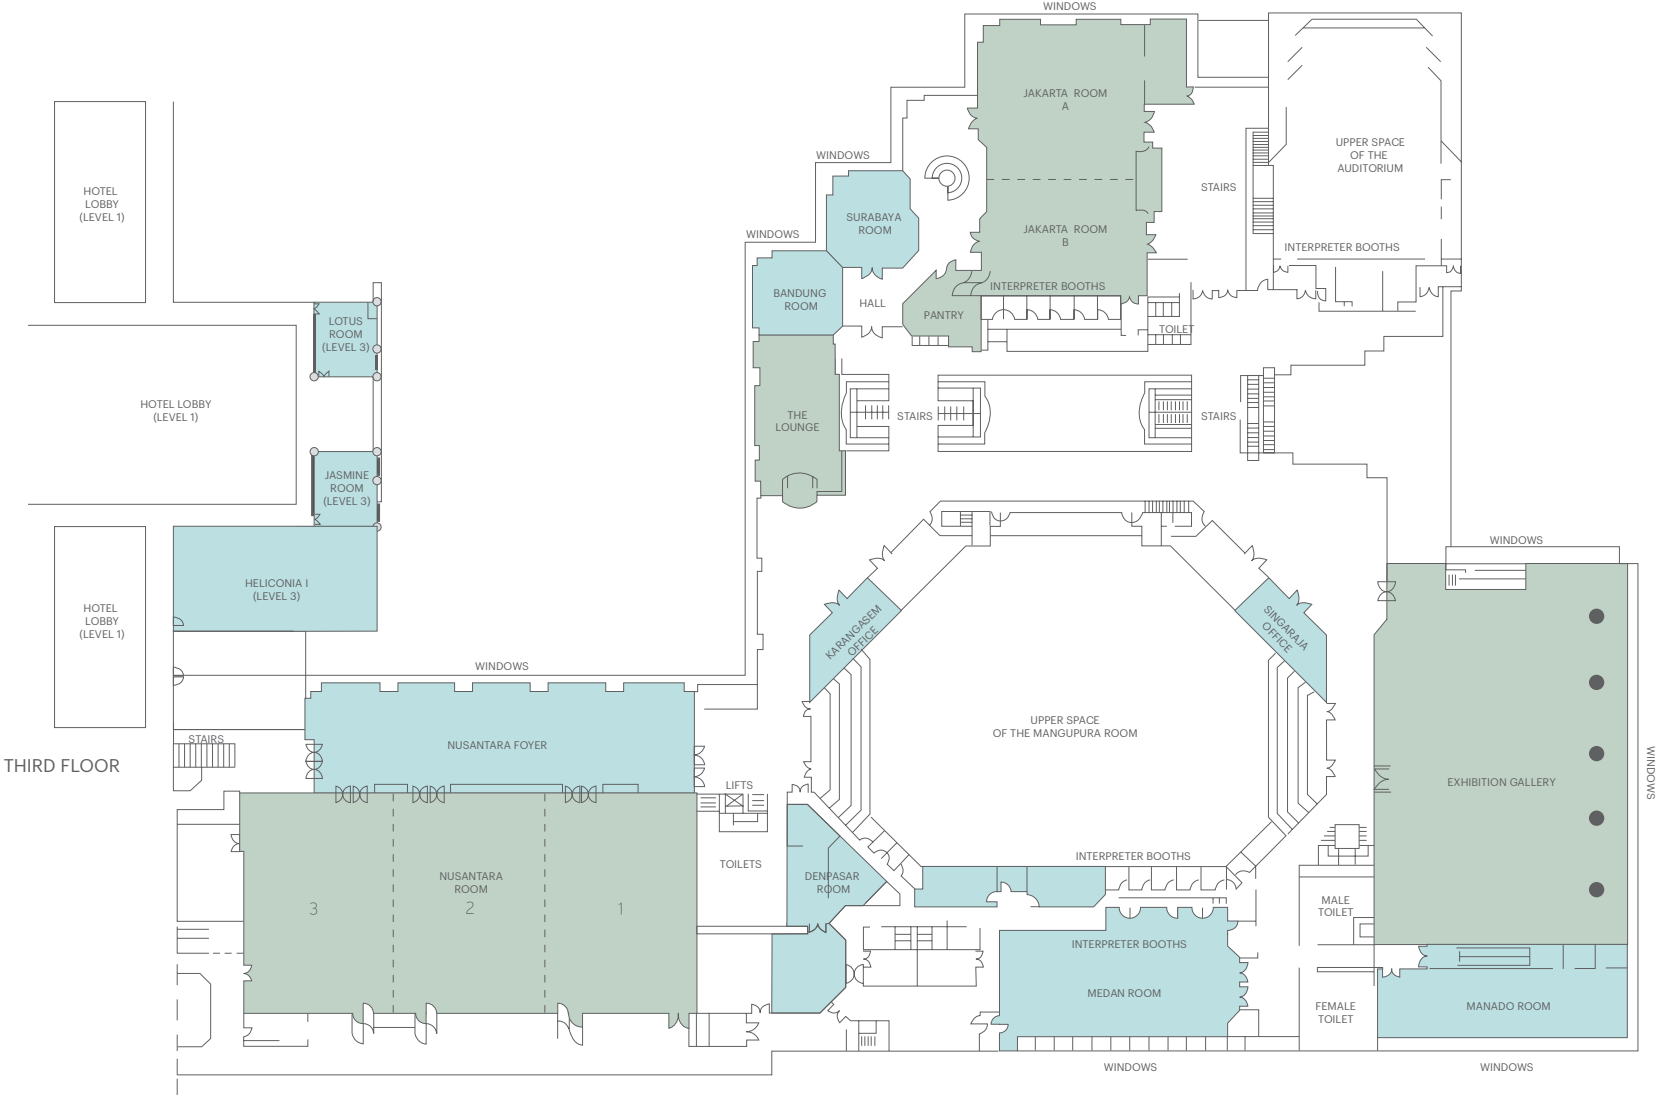 WINDOWS
JAKARTA ROOM
A
UPPER SPACE
OF THE
AUDITORIUM
WINDOWS
HOTEL
LOBBY
(LEVEL 1)
STAIRS
SURABAYA
ROOM
JAKARTA ROOM
B
WINDOWS
INTERPRETER BOOTHS
INTERPRETER BOOTHS
BANDUNG
ROOM
HALL
PANTRY
TOILET
LOTUS
ROOM
(LEVEL 3)
HOTEL LOBBY
(LEVEL 1)
THE
LOUNGE
STAIRS
STAIRS
JASMINE
ROOM
(LEVEL 3)
WINDOWS
HELICONIA I
(LEVEL 3)
HOTEL
LOBBY
(LEVEL 1)
KARANGASEM
OFFICE
SINGARAJA
OFFICE
WINDOWS
UPPER SPACE
OF THE MANGUPURA ROOM
STAIRS
NUSANTARA FOYER
THIRD FLOOR
WINDOWS
LIFTS
EXHIBITION GALLERY
INTERPRETER BOOTHS
TOILETS
NUSANTARA
ROOM
DENPASAR
ROOM
3
2
1
MALE
TOILET
INTERPRETER BOOTHS
MEDAN ROOM
FEMALE
TOILET
MANADO ROOM
WINDOWS
WINDOWS